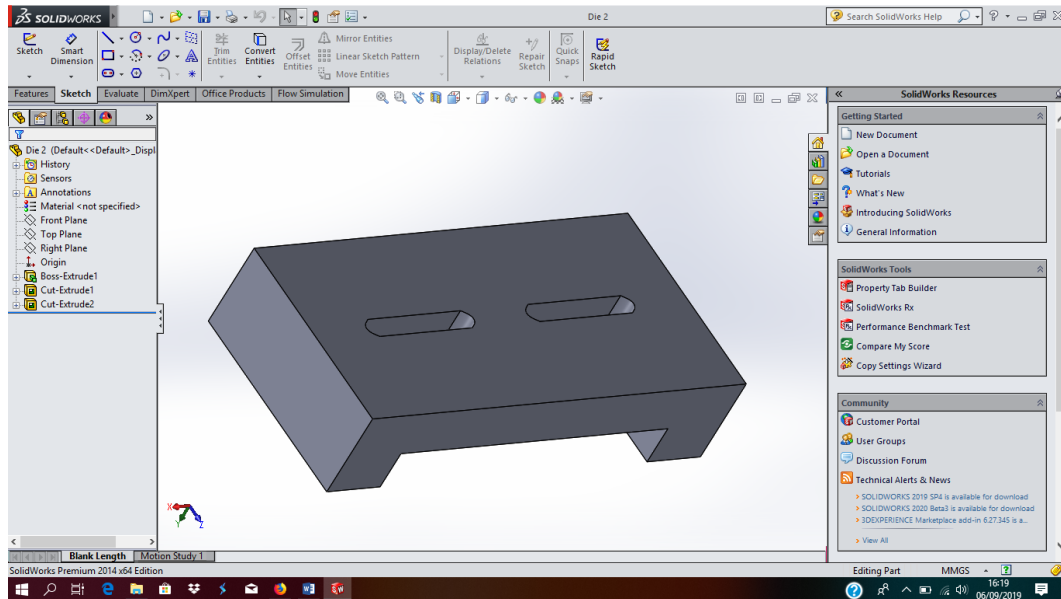 SOLIDWORKS
Die 2
Search SolidWorks Help
Sketch
Smart Dimension
Trim Entities
Convert Entities
Offset Entities
Mirror Entities
Linear Sketch Pattern
Move Entities
Display/Delete Relations
Repair Sketch
Quick Snaps
Rapid Sketch
Features
Sketch
Evaluate
DimXpert
Office Products
Flow Simulation
Die 2 (Default<<Default>_Displ
History
Sensors
Annotations
Material <not specified>
Front Plane
Top Plane
Right Plane
Origin
Boss-Extrude1
Cut-Extrude1
Cut-Extrude2
X
Y
Z
SolidWorks Resources
Getting Started
New Document
Open a Document
Tutorials
What's New
Introducing SolidWorks
General Information
SolidWorks Tools
Property Tab Builder
SolidWorks Rx
Performance Benchmark Test
Compare My Score
Copy Settings Wizard
Community
Customer Portal
User Groups
Discussion Forum
Technical Alerts & News
SOLIDWORKS 2019 SP4 is available for download
SOLIDWORKS 2020 Beta3 is available for download
3DEXPERIENCE Marketplace add-in 6.27.345 is a...
View All
Blank Length
Motion Study 1
SolidWorks Premium 2014 x64 Edition
Editing Part
MMGS
16:19
06/09/2019